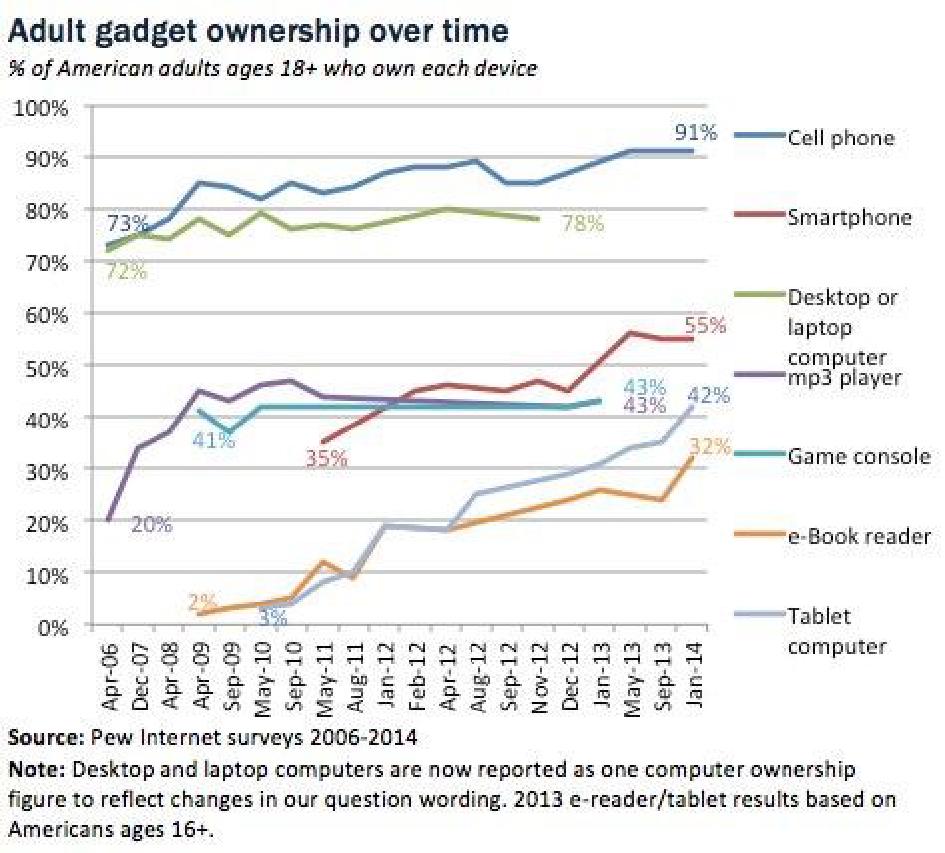 Adult gadget ownership over time
% of American adults ages 18+ who own each device
100%
90%
80%
70%
60%
50%
40%
30%
20%
10%
0%
73%
72%
91%
78%
55%
43%
43%
42%
41%
35%
32%
20%
2%
3%
Cell phone
Smartphone
Desktop or
laptop
computer
mp3 player
Game console
e-Book reader
Tablet
computer
Apr-06
Dec-07
Apr-08
Apr-09
Sep-09
May-10
Sep-10
May-11
Aug-11
Jan-12
Feb-12
Apr-12
Aug-12
Sep-12
Nov-12
Dec-12
Jan-13
May-13
Sep-13
Jan-14
Source: Pew Internet surveys 2006-2014
Note: Desktop and laptop computers are now reported as one computer ownership
figure to reflect changes in our question wording. 2013 e-reader/tablet results based on
Americans ages 16+.